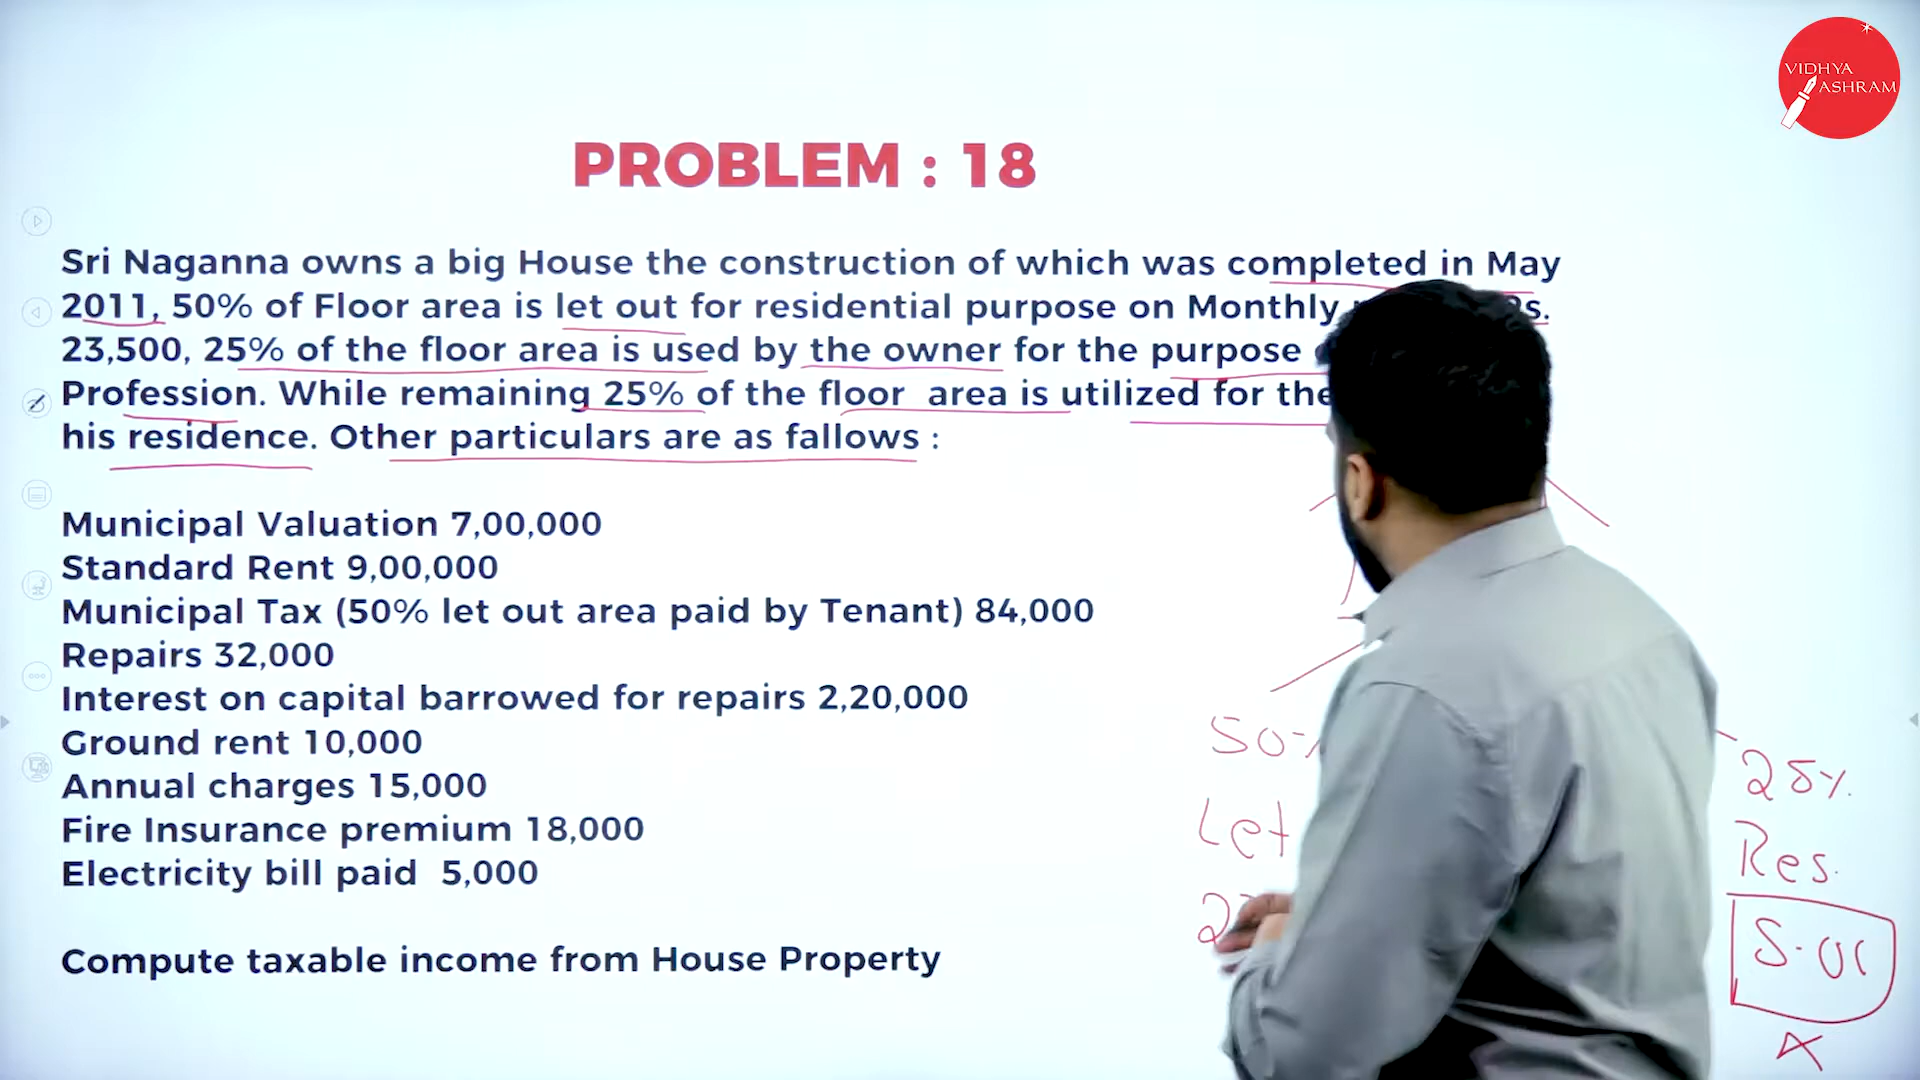 VIDHYA
ASHRAM
PROBLEM : 18
Sri Naganna owns a big House the construction of which was completed in May
2011, 50% of Floor area is let out for residential purpose on Monthly Rs.
23,500, 25% of the floor area is used by the owner for the purpose
Profession. While remaining 25% of the floor area is utilized for the
his residence. Other particulars are as fallows :
Municipal Valuation 7,00,000
Standard Rent 9,00,000
Municipal Tax (50% let out area paid by Tenant) 84,000
Repairs 32,000
Interest on capital barrowed for repairs 2,20,000
Ground rent 10,000
Annual charges 15,000
Fire Insurance premium 18,000
Electricity bill paid 5,000
Compute taxable income from House Property
50%
Let
25%
Res.